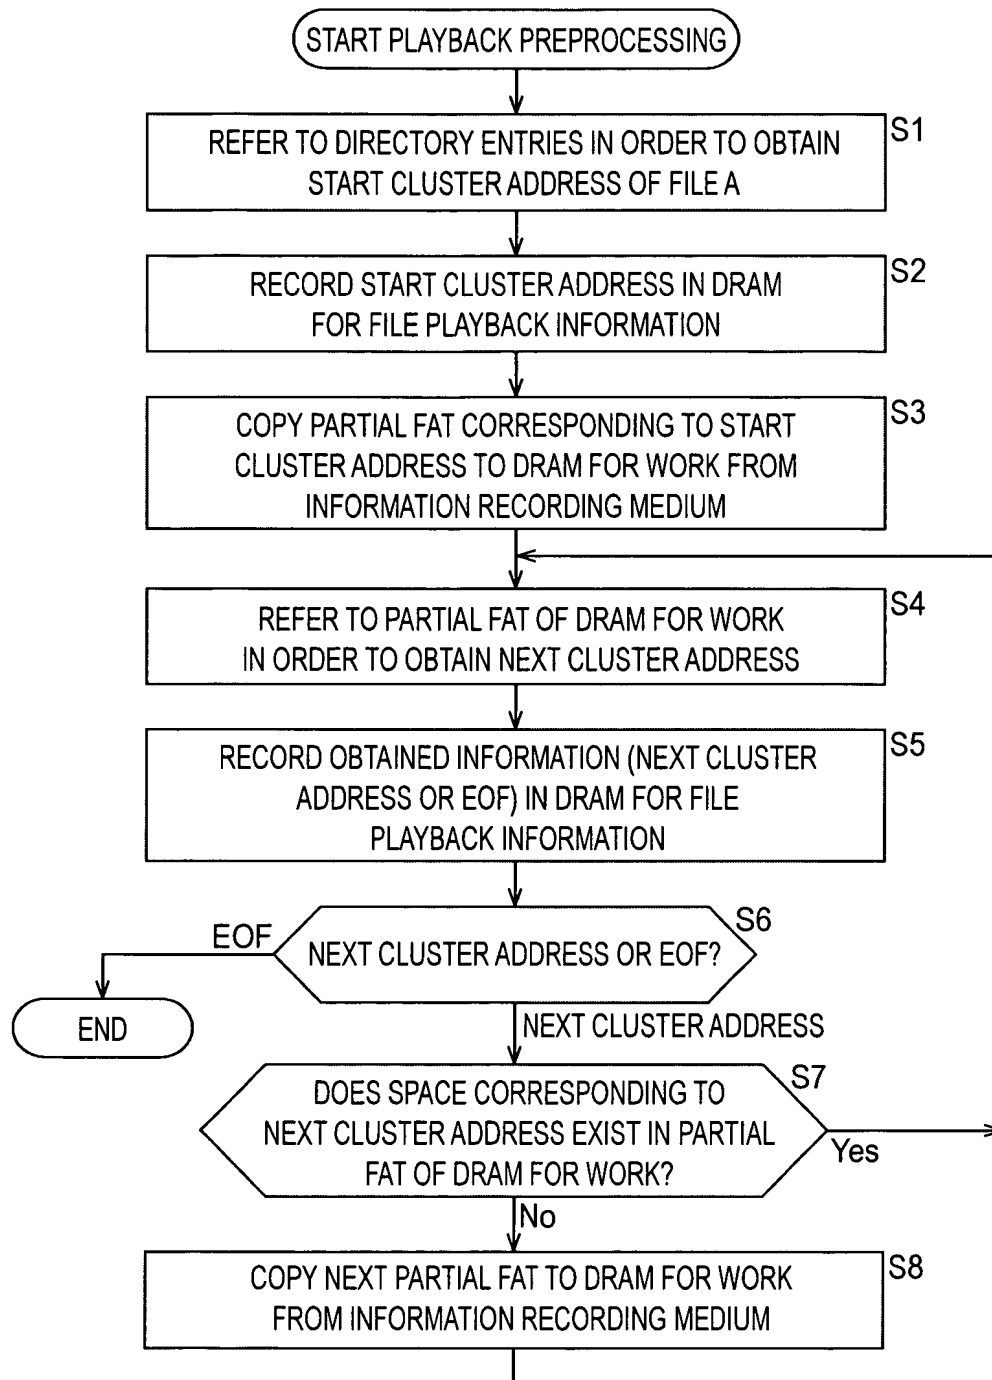 START PLAYBACK PREPROCESSING
S1
REFER TO DIRECTORY ENTRIES IN ORDER TO OBTAIN
START CLUSTER ADDRESS OF FILE A
S2
RECORD START CLUSTER ADDRESS IN DRAM
FOR FILE PLAYBACK INFORMATION
S3
COPY PARTIAL FAT CORRESPONDING TO START
CLUSTER ADDRESS TO DRAM FOR WORK FROM
INFORMATION RECORDING MEDIUM
S4
REFER TO PARTIAL FAT OF DRAM FOR WORK
IN ORDER TO OBTAIN NEXT CLUSTER ADDRESS
S5
RECORD OBTAINED INFORMATION (NEXT CLUSTER
ADDRESS OR EOF) IN DRAM FOR FILE
PLAYBACK INFORMATION
S6
NEXT CLUSTER ADDRESS OR EOF?
EOF
END
NEXT CLUSTER ADDRESS
S7
DOES SPACE CORRESPONDING TO
NEXT CLUSTER ADDRESS EXIST IN PARTIAL
FAT OF DRAM FOR WORK?
Yes
No
S8
COPY NEXT PARTIAL FAT TO DRAM FOR WORK
FROM INFORMATION RECORDING MEDIUM